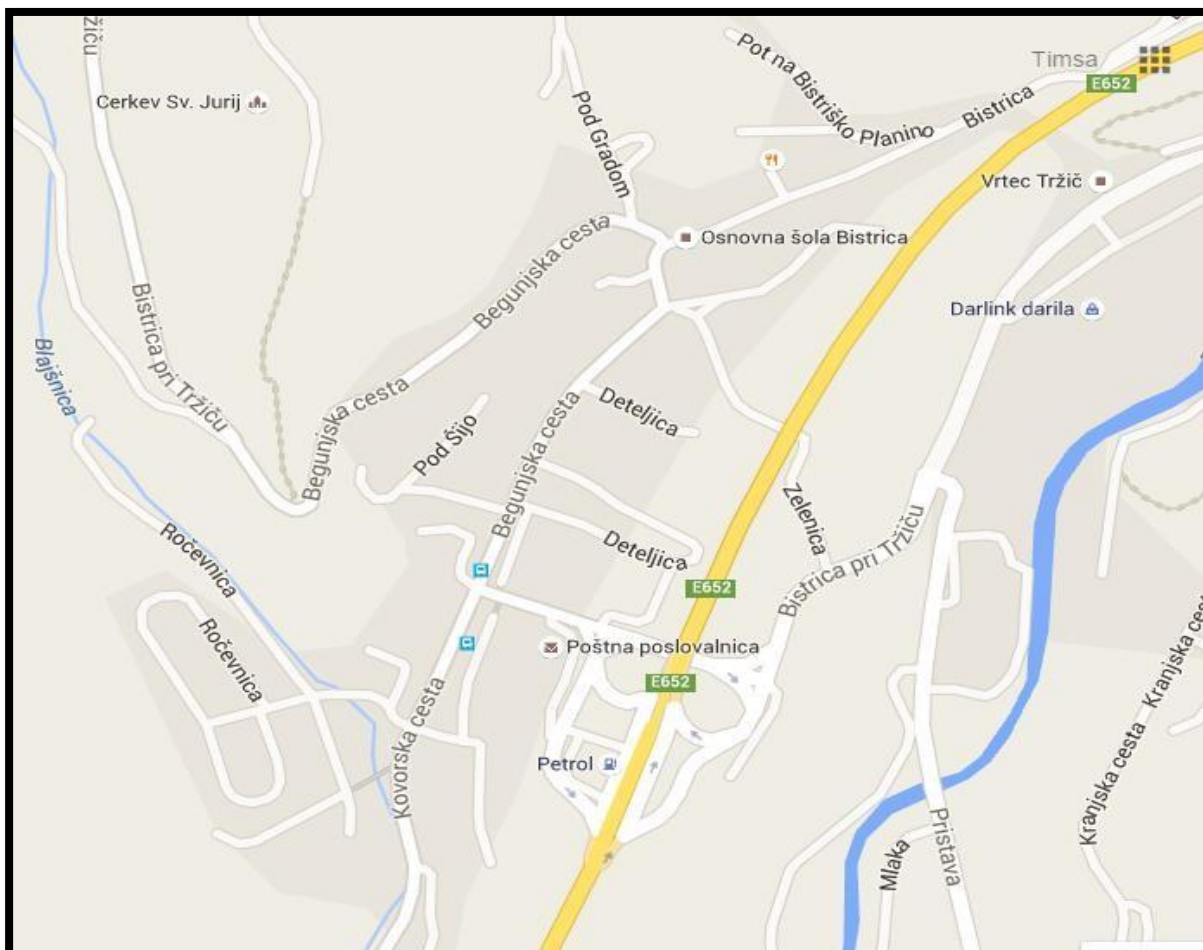 žiču
Timsa
E652
Pot na Bistriško Planino
Bistrica
Cerkev Sv. Jurij
Pod Gradom
Vrtec Tržič
Osnovna šola Bistrica
Begunjska cesta
Bistrica pri Tržiču
Darlink darila
Blajšnica
Begunjska cesta
Deteljica
Pod Šijo
Begunjska cesta
Zelenica
Ročevnica
Deteljica
Bistrica pri Tržiču
E652
Ročevnica
Poštna poslovalnica
E652
Kranjska cesta
Kranjska cesta
Kovorska cesta
Petrol
Mlaka
Pristava